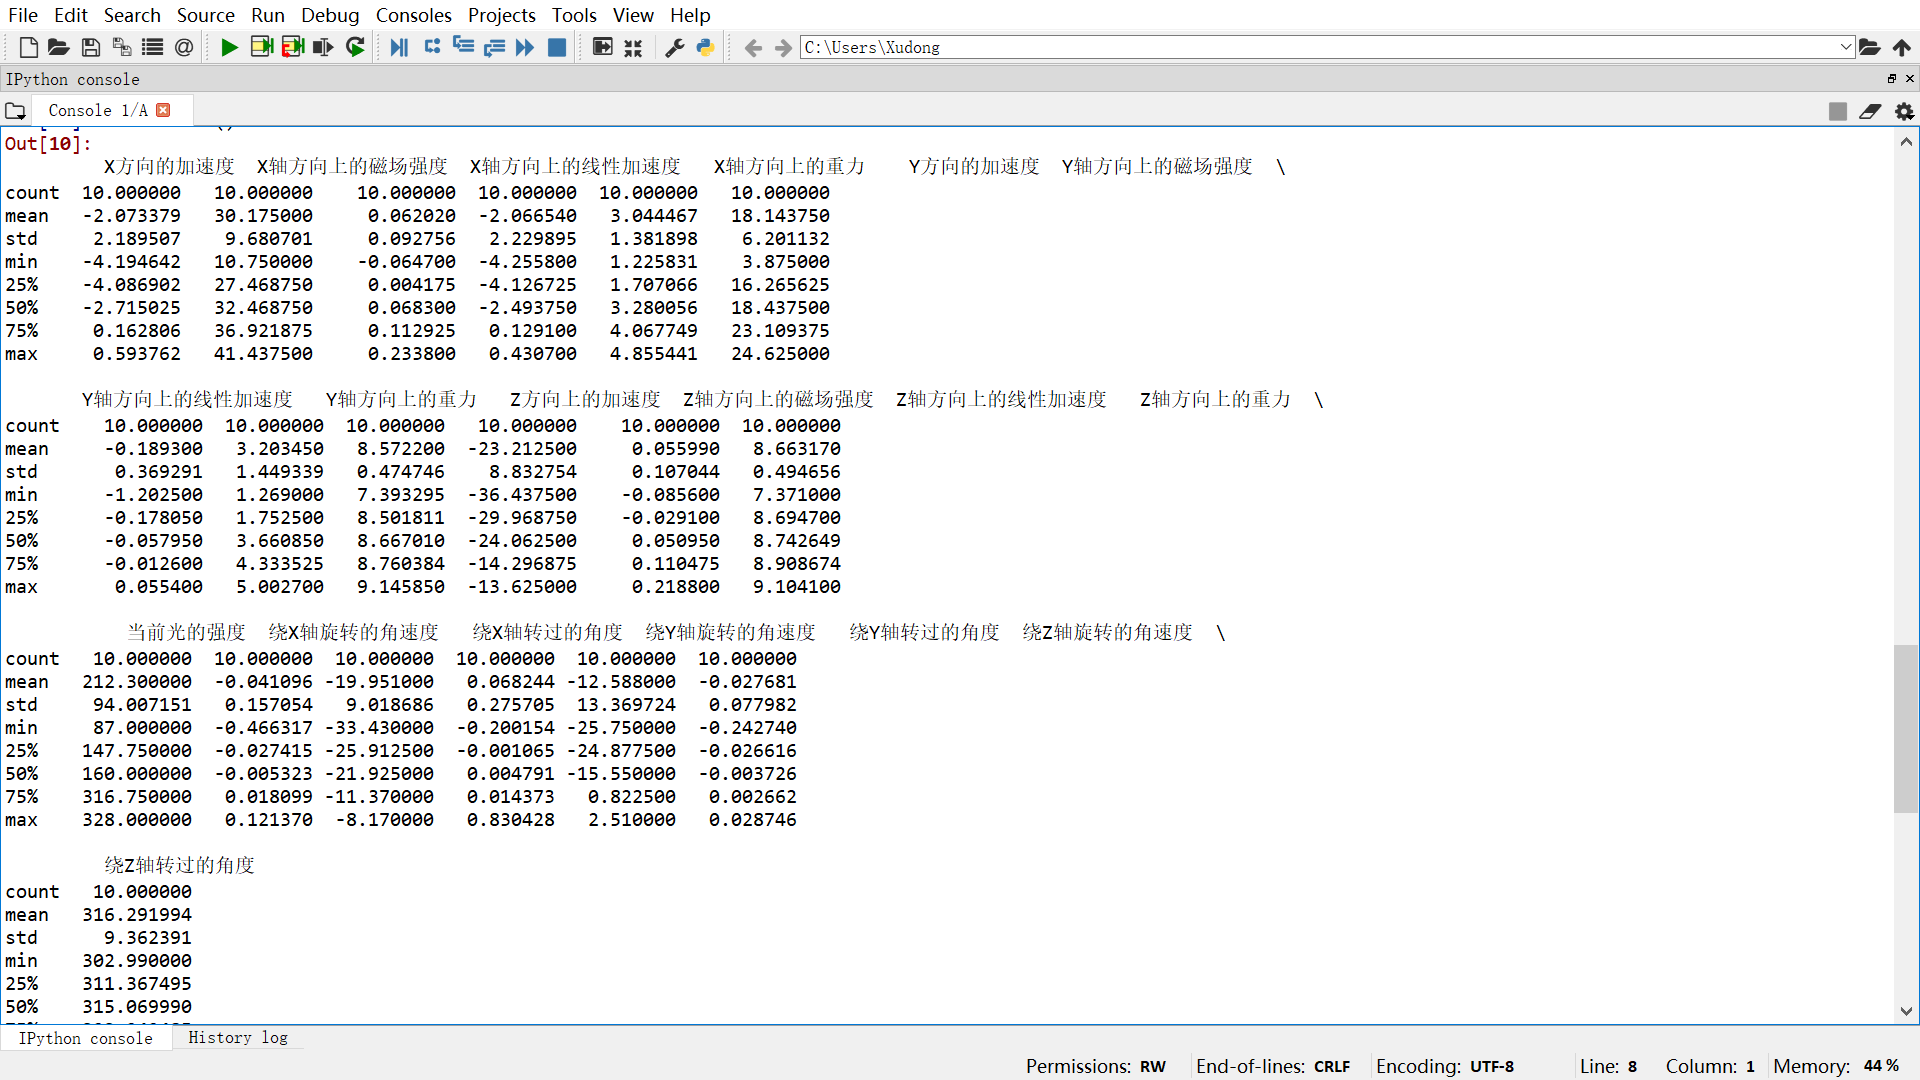 File Edit Search Source Run Debug Consoles Projects Tools View Help
C:\Users\Xudong
IPython console
Console 1/A
Out[10]:
X方向的加速度 X轴方向上的磁场强度 X轴方向上的线性加速度 X轴方向上的重力 Y方向的加速度 Y轴方向上的磁场强度 \
count 10.000000 10.000000 10.000000 10.000000 10.000000 10.000000
mean -2.073379 30.175000 0.062020 -2.066540 3.044467 18.143750
std 2.189507 9.680701 0.092756 2.229895 1.381898 6.201132
min -4.194642 10.750000 -0.064700 -4.255800 1.225831 3.875000
25% -4.086902 27.468750 0.004175 -4.126725 1.707066 16.265625
50% -2.715025 32.468750 0.068300 -2.493750 3.280056 18.437500
75% 0.162806 36.921875 0.112925 0.129100 4.067749 23.109375
max 0.593762 41.437500 0.233800 0.430700 4.855441 24.625000
Y轴方向上的线性加速度 Y轴方向上的重力 Z方向上的加速度 Z轴方向上的磁场强度 Z轴方向上的线性加速度 Z轴方向上的重力 \
count 10.000000 10.000000 10.000000 10.000000 10.000000 10.000000
mean -0.189300 3.203450 8.572200 -23.212500 0.055990 8.663170
std 0.369291 1.449339 0.474746 8.832754 0.107044 0.494656
min -1.202500 1.269000 7.393295 -36.437500 -0.085600 7.371000
25% -0.178050 1.752500 8.501811 -29.968750 -0.029100 8.694700
50% -0.057950 3.660850 8.667010 -24.062500 0.050950 8.742649
75% -0.012600 4.333525 8.760384 -14.296875 0.110475 8.908674
max 0.055400 5.002700 9.145850 -13.625000 0.218800 9.104100
当前光的强度 绕X轴旋转的角速度 绕X轴转过的角度 绕Y轴旋转的角速度 绕Y轴转过的角度 绕Z轴旋转的角速度 \
count 10.000000 10.000000 10.000000 10.000000 10.000000 10.000000
mean 212.300000 -0.041096 -19.951000 0.068244 -12.588000 -0.027681
std 94.007151 0.157054 9.018686 0.275705 13.369724 0.077982
min 87.000000 -0.466317 -33.430000 -0.200154 -25.750000 -0.242740
25% 147.750000 -0.027415 -25.912500 -0.001065 -24.877500 -0.026616
50% 160.000000 -0.005323 -21.925000 0.004791 -15.550000 -0.003726
75% 316.750000 0.018099 -11.370000 0.014373 0.822500 0.002662
max 328.000000 0.121370 -8.170000 0.830428 2.510000 0.028746
绕Z轴转过的角度
count 10.000000
mean 316.291994
std 9.362391
min 302.990000
25% 311.367495
50% 315.069990
IPython console History log
Permissions: RW End-of-lines: CRLF Encoding: UTF-8 Line: 8 Column: 1 Memory: 44 %